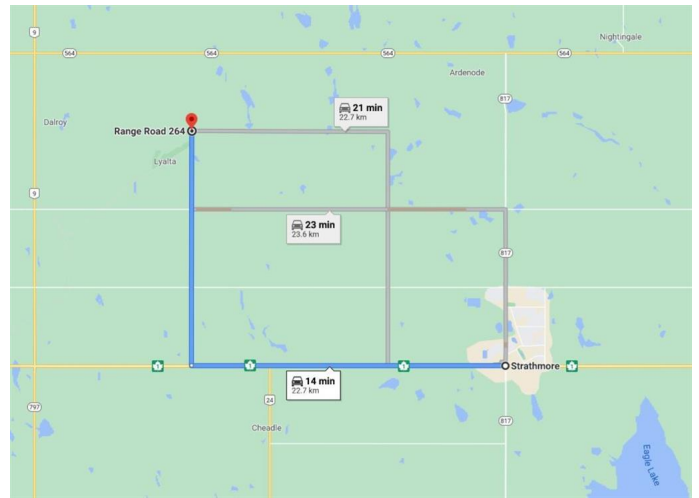 Nightingale
9
564
564
564
564
Ardenode
817
21 min
22.7 km
Dalroy
Range Road 264
Lyalta
9
23 min
23.6 km
817
1
1
1
Strathmore
1
14 min
22.7 km
24
797
Cheadle
817
Eagle Lake